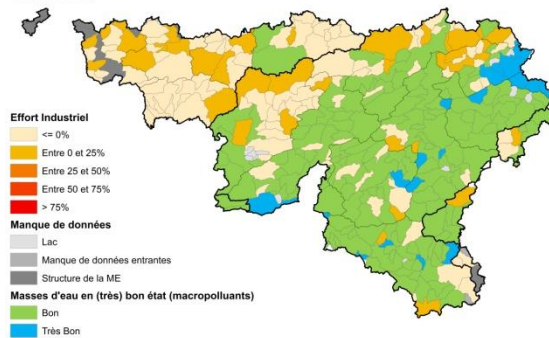 Effort Industriel
<= 0%
Entre 0 et 25%
Entre 25 et 50%
Entre 50 et 75%
> 75%
Manque de données
Lac
Manque de données entrantes
Structure de la ME
Masses d'eau en (très) bon état (macropolluants)
Bon
Très Bon